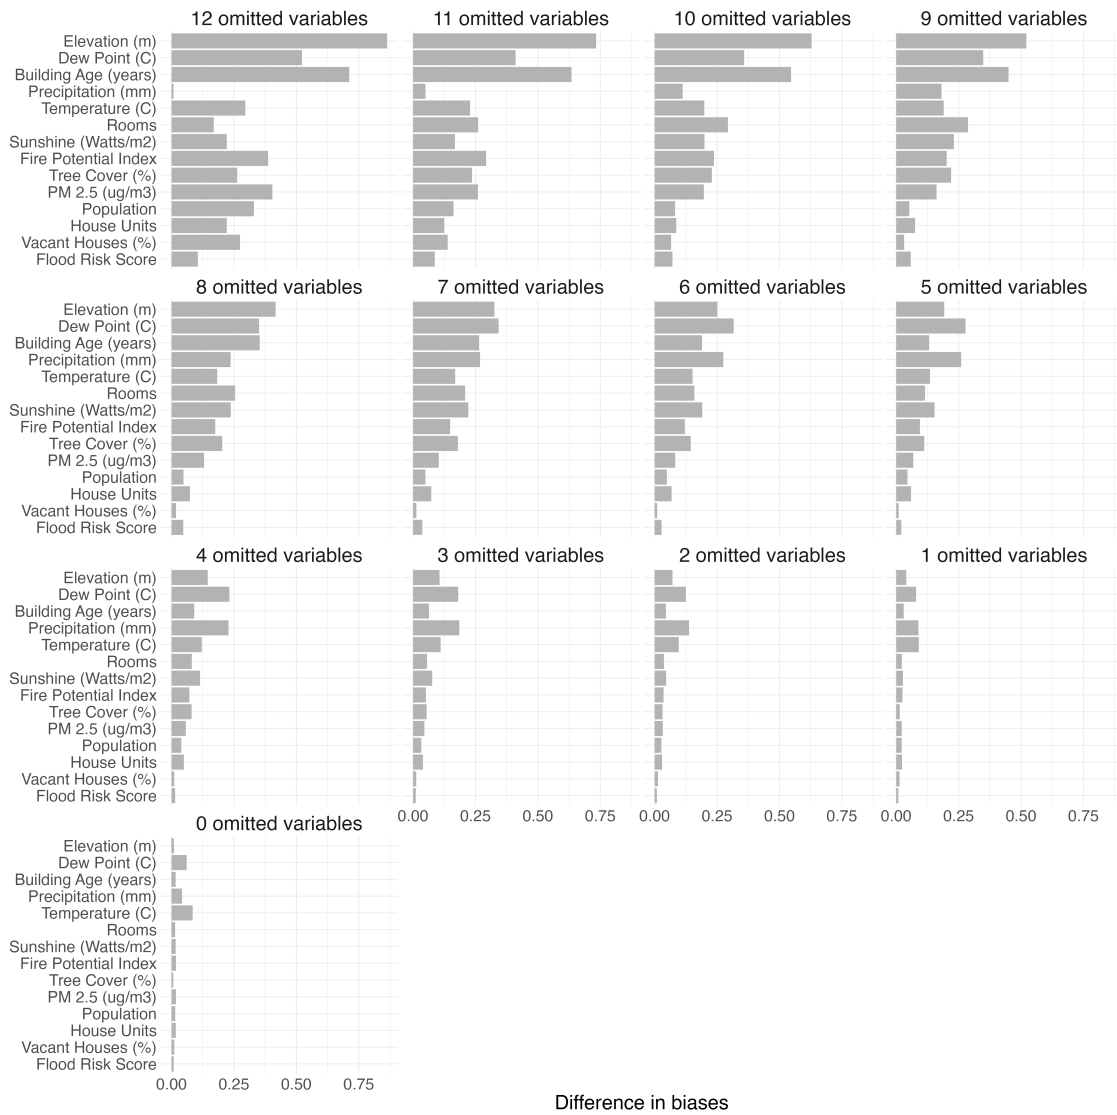 12 omitted variables
11 omitted variables
10 omitted variables
9 omitted variables
Elevation (m)
Dew Point (C)
Building Age (years)
Precipitation (mm)
Temperature (C)
Rooms
Sunshine (Watts/m2)
Fire Potential Index
Tree Cover (%)
PM 2.5 (ug/m3)
Population
House Units
Vacant Houses (%)
Flood Risk Score
8 omitted variables
7 omitted variables
6 omitted variables
5 omitted variables
Elevation (m)
Dew Point (C)
Building Age (years)
Precipitation (mm)
Temperature (C)
Rooms
Sunshine (Watts/m2)
Fire Potential Index
Tree Cover (%)
PM 2.5 (ug/m3)
Population
House Units
Vacant Houses (%)
Flood Risk Score
4 omitted variables
3 omitted variables
2 omitted variables
1 omitted variables
Elevation (m)
Dew Point (C)
Building Age (years)
Precipitation (mm)
Temperature (C)
Rooms
Sunshine (Watts/m2)
Fire Potential Index
Tree Cover (%)
PM 2.5 (ug/m3)
Population
House Units
Vacant Houses (%)
Flood Risk Score
0.00 0.25 0.50 0.75
0.00 0.25 0.50 0.75
0.00 0.25 0.50 0.75
0 omitted variables
Elevation (m)
Dew Point (C)
Building Age (years)
Precipitation (mm)
Temperature (C)
Rooms
Sunshine (Watts/m2)
Fire Potential Index
Tree Cover (%)
PM 2.5 (ug/m3)
Population
House Units
Vacant Houses (%)
Flood Risk Score
0.00 0.25 0.50 0.75
Difference in biases